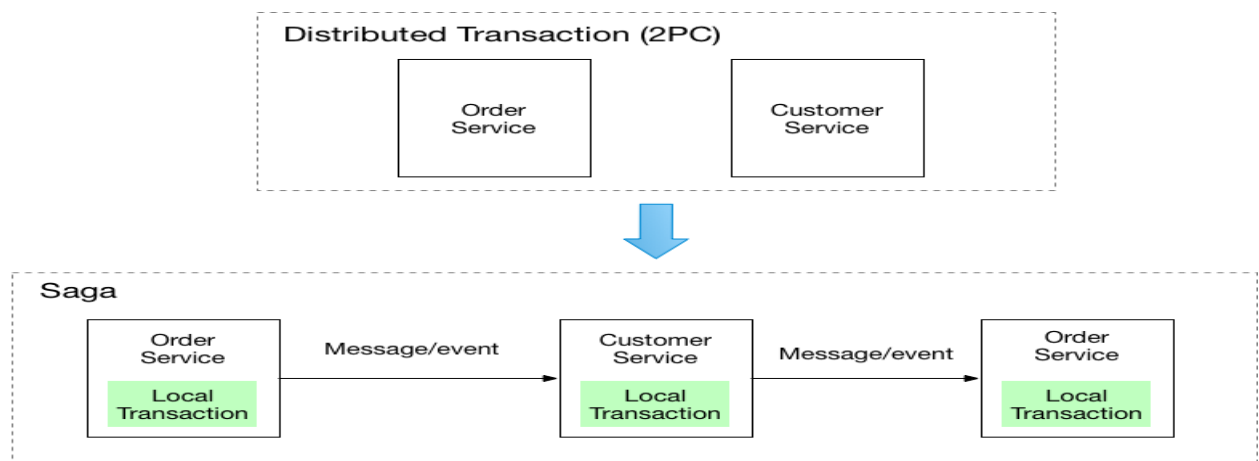 Distributed Transaction (2PC)
Order
Service
Customer
Service
Saga
Order
Service
Local
Transaction
Message/event
Customer
Service
Local
Transaction
Message/event
Order
Service
Local
Transaction